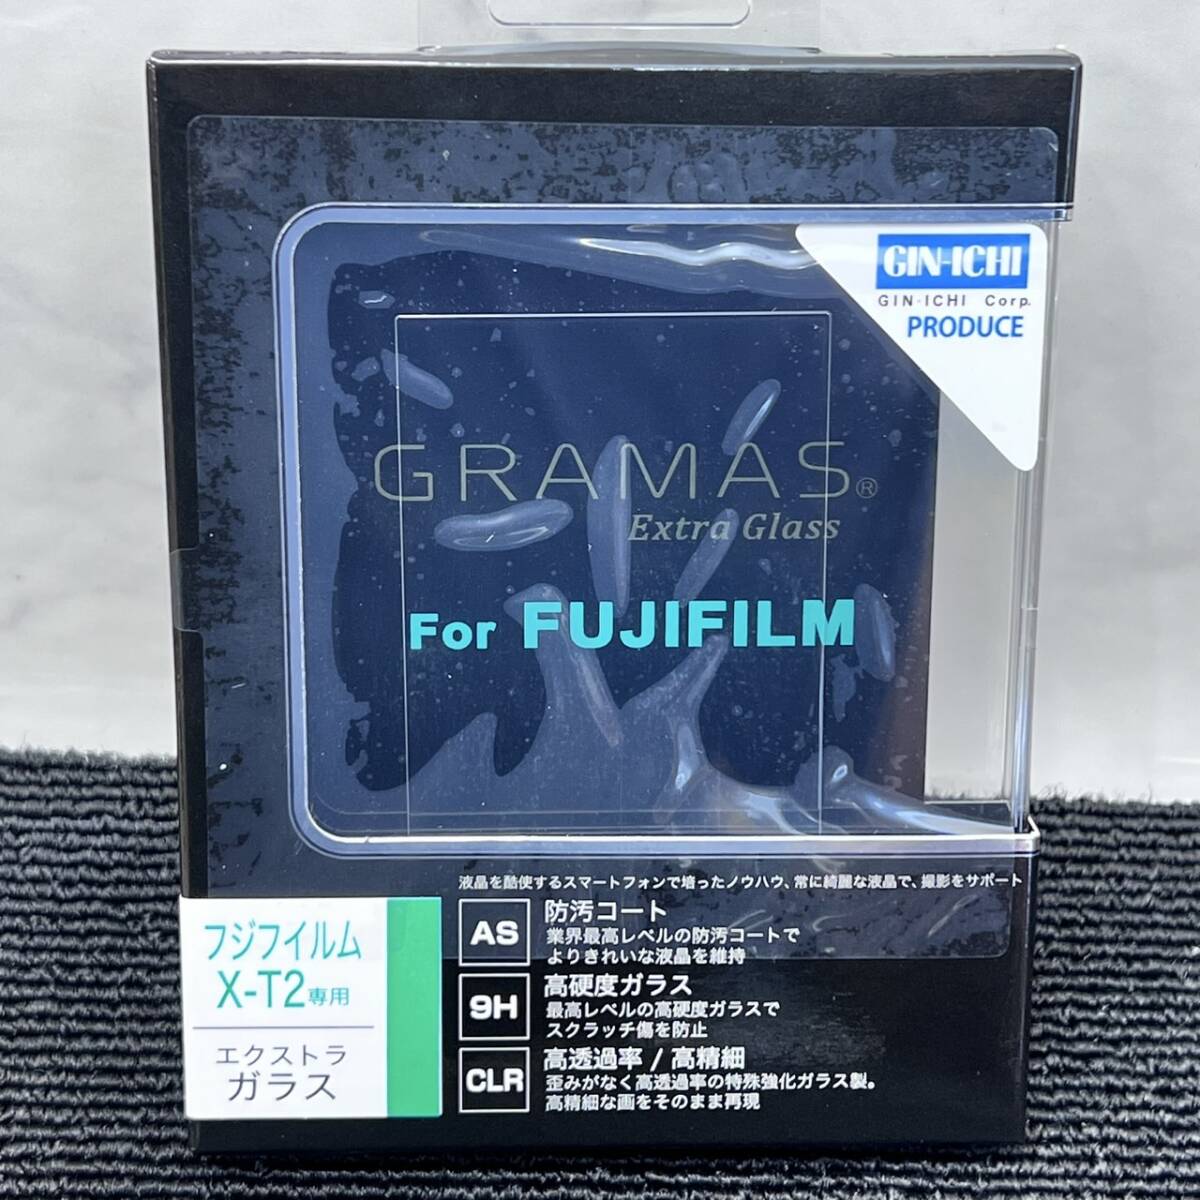 GIN-ICHI
GIN-ICHI Corp.
PRODUCE
GRAMAS®
Extra Glass
For FUJIFILM
液晶を酷使するスマートフォンで培ったノウハウ、常に綺麗な液晶で、撮影をサポート
フジフイルム
X-T2専用
エクストラ
ガラス
AS
防汚コート
業界最高レベルの防汚コートで
よりきれいな液晶を維持
9H
高硬度ガラス
最高レベルの高硬度ガラスで
スクラッチ傷を防止
CLR
高透過率 / 高精細
歪みがなく高透過率の特殊強化ガラス製。
高精細な画をそのまま再現